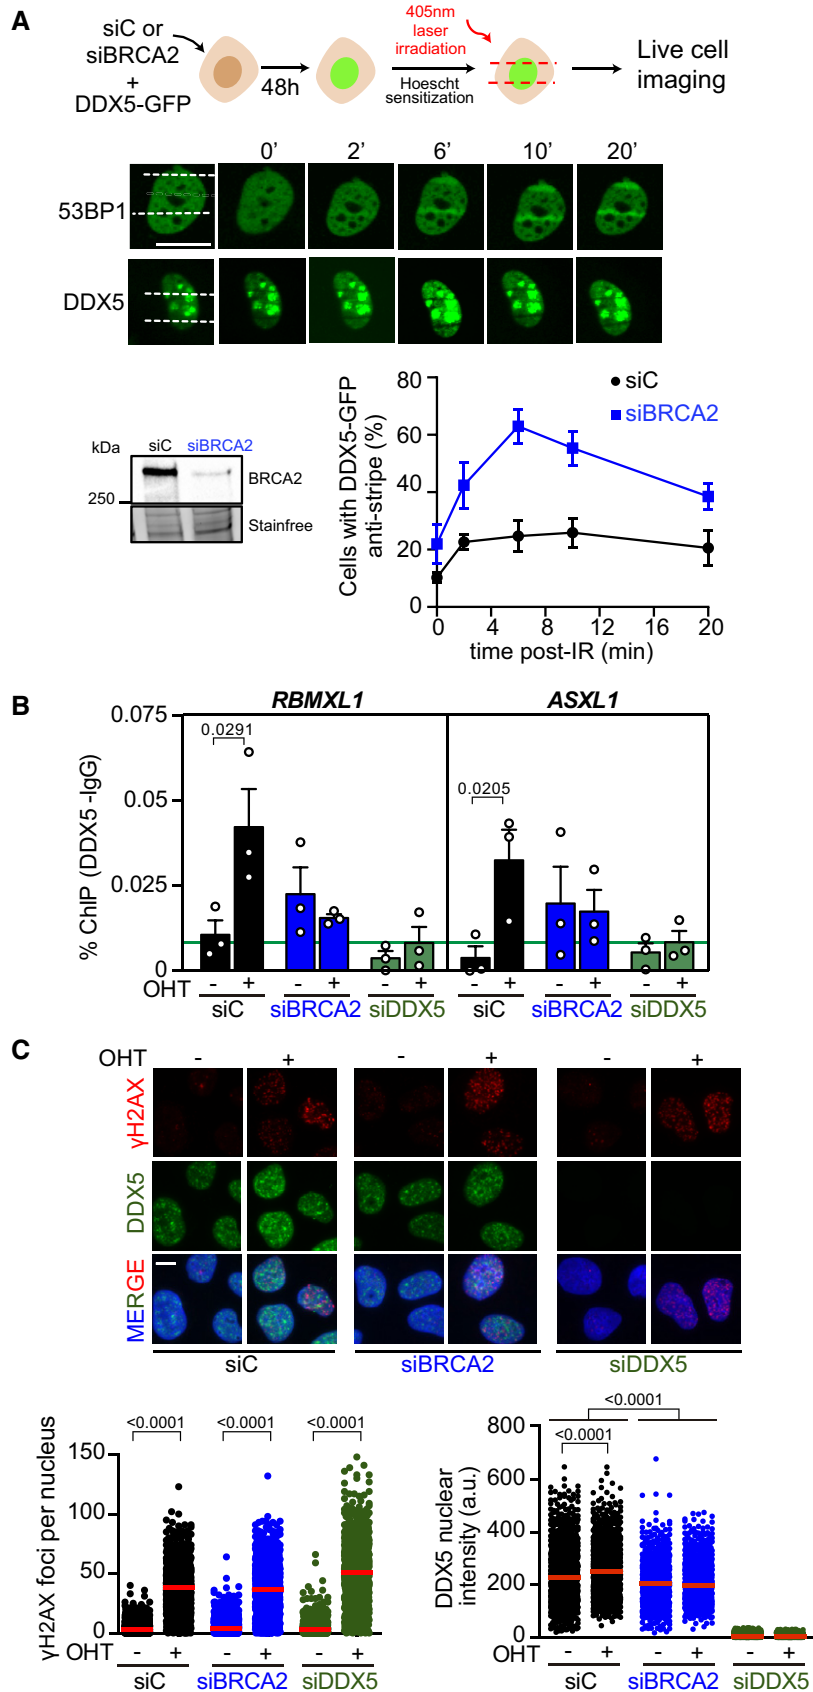 A
siC or
siBRCA2
+
DDX5-GFP
48h
405nm
laser
irradiation
Hoescht
sensitization
Live cell
imaging
0' 2' 6' 10' 20'
53BP1
DDX5
kDa siC siBRCA2
BRCA2
250
Stainfree
Cells with DDX5-GFP
anti-stripe (%)
80
60
40
20
0
siC
siBRCA2
0 4 8 12 16 20
time post-IR (min)
B
RBMXL1 ASXL1
% ChIP (DDX5 -IgG)
0.075
0.05
0.025
0
0.0291
0.0205
OHT - + - + - + - + - + - +
siC siBRCA2 siDDX5 siC siBRCA2 siDDX5
C
OHT - + - + - +
γH2AX
DDX5
MERGE
siC siBRCA2 siDDX5
γH2AX foci per nucleus
150
100
50
0
<0.0001 <0.0001 <0.0001
OHT - + - + - +
siC siBRCA2 siDDX5
DDX5 nuclear
intensity (a.u.)
800
600
400
200
0
<0.0001
<0.0001
OHT - + - + - +
siC siBRCA2 siDDX5